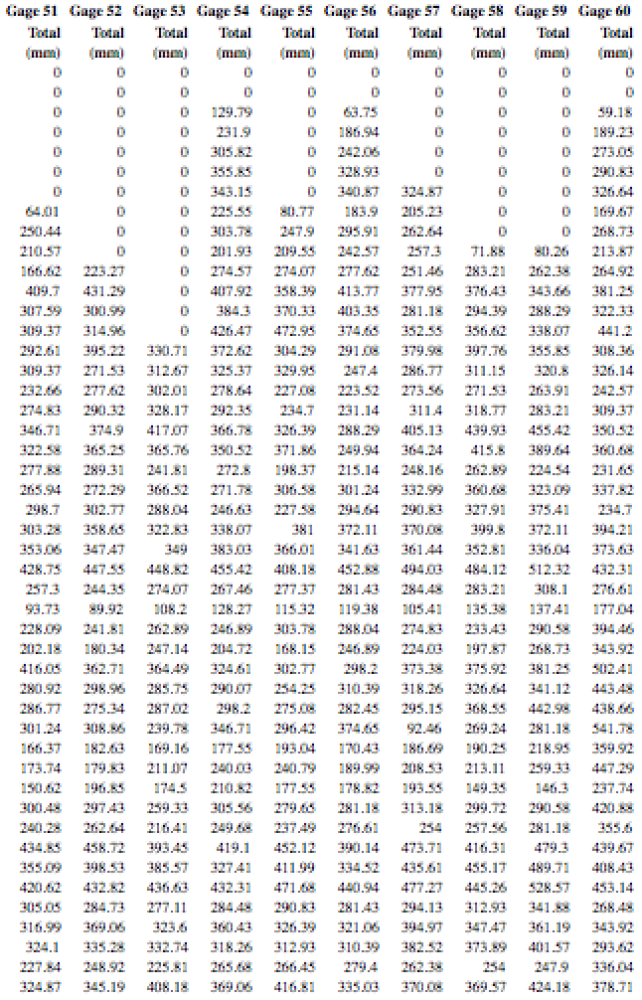 Gage 51 Gage 52 Gage 53 Gage 54 Gage 55 Gage 56 Gage 57 Gage 58 Gage 59 Gage 60
Total Total Total Total Total Total Total Total Total Total
(mm) (mm) (mm) (mm) (mm) (mm) (mm) (mm) (mm) (mm)
0 0 0 0 0 0 0 0 0 0
0 0 0 0 0 0 0 0 0 0
0 0 0 129.79 0 63.75 0 0 0 59.18
0 0 0 231.9 0 186.94 0 0 0 189.23
0 0 0 305.82 0 242.06 0 0 0 273.05
0 0 0 355.85 0 328.93 0 0 0 290.83
0 0 0 343.15 0 340.87 324.87 0 0 326.64
64.01 0 0 225.55 80.77 183.9 205.23 0 0 169.67
250.44 0 0 303.78 247.9 295.91 262.64 0 0 268.73
210.57 0 0 201.93 209.55 242.57 257.3 71.88 80.26 213.87
166.62 223.27 0 274.57 274.07 277.62 251.46 283.21 262.38 264.92
409.7 431.29 0 407.92 358.39 413.77 377.95 376.43 343.66 381.25
307.59 300.99 0 384.3 370.33 403.35 281.18 294.39 288.29 322.33
309.37 314.96 0 426.47 472.95 374.65 352.55 356.62 338.07 441.2
292.61 395.22 330.71 372.62 304.29 291.08 379.98 397.76 355.85 308.36
309.37 271.53 312.67 325.37 329.95 247.4 286.77 311.15 320.8 326.14
232.66 277.62 302.01 278.64 227.08 223.52 273.56 271.53 263.91 242.57
274.83 290.32 328.17 292.35 234.7 231.14 311.4 318.77 283.21 309.37
346.71 374.9 417.07 366.78 326.39 288.29 405.13 439.93 455.42 350.52
322.58 365.25 365.76 350.52 371.86 249.94 364.24 415.8 389.64 360.68
277.88 289.31 241.81 272.8 198.37 215.14 248.16 262.89 224.54 231.65
265.94 272.29 366.52 271.78 306.58 301.24 332.99 360.68 323.09 337.82
298.7 302.77 288.04 246.63 227.58 294.64 290.83 327.91 375.41 234.7
303.28 358.65 322.83 338.07 381 372.11 370.08 399.8 372.11 394.21
353.06 347.47 349 383.03 366.01 341.63 361.44 352.81 336.04 373.63
428.75 447.55 448.82 455.42 408.18 452.88 494.03 484.12 512.32 432.31
257.3 244.35 274.07 267.46 277.37 281.43 284.48 283.21 308.1 276.61
93.73 89.92 108.2 128.27 115.32 119.38 105.41 135.38 137.41 177.04
228.09 241.81 262.89 246.89 303.78 288.04 274.83 233.43 290.58 394.46
202.18 180.34 247.14 204.72 168.15 246.89 224.03 197.87 268.73 343.92
416.05 362.71 364.49 324.61 302.77 298.2 373.38 375.92 381.25 502.41
280.92 298.96 285.75 290.07 254.25 310.39 318.26 326.64 341.12 443.48
286.77 275.34 287.02 298.2 275.08 282.45 295.15 368.55 442.98 438.66
301.24 308.86 239.78 346.71 296.42 374.65 92.46 269.24 281.18 541.78
166.37 182.63 169.16 177.55 193.04 170.43 186.69 190.25 218.95 359.92
173.74 179.83 211.07 240.03 240.79 189.99 208.53 213.11 259.33 447.29
150.62 196.85 174.5 210.82 177.55 178.82 193.55 149.35 146.3 237.74
300.48 297.43 259.33 305.56 279.65 281.18 313.18 299.72 290.58 420.88
240.28 262.64 216.41 249.68 237.49 276.61 254 257.56 281.18 355.6
434.85 458.72 393.45 419.1 452.12 390.14 473.71 416.31 479.3 439.67
355.09 398.53 385.57 327.41 411.99 334.52 435.61 455.17 489.71 408.43
420.62 432.82 436.63 432.31 471.68 440.94 477.27 445.26 528.57 453.14
305.05 284.73 277.11 284.48 290.83 281.43 294.13 312.93 341.88 268.48
316.99 369.06 323.6 360.43 326.39 321.06 394.97 347.47 361.19 343.92
324.1 335.28 332.74 318.26 312.93 310.39 382.52 373.89 401.57 293.62
227.84 248.92 225.81 265.68 266.45 279.4 262.38 254 247.9 336.04
324.87 345.19 408.18 369.06 416.81 335.03 370.08 369.57 424.18 378.71